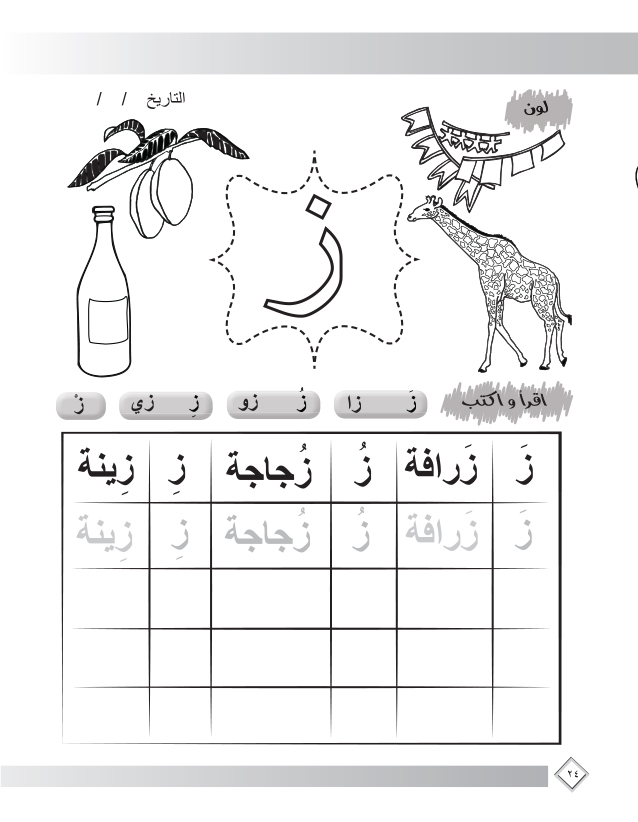 لون
التاريخ / /
ز
اقرأ و اكتب
زَ زا
زُ زو
زِ زي
زْ
زَ زَرافة زُ زُجاجة زِ زِينة
زَ زَرافة زُ زُجاجة زِ زِينة
٢٤